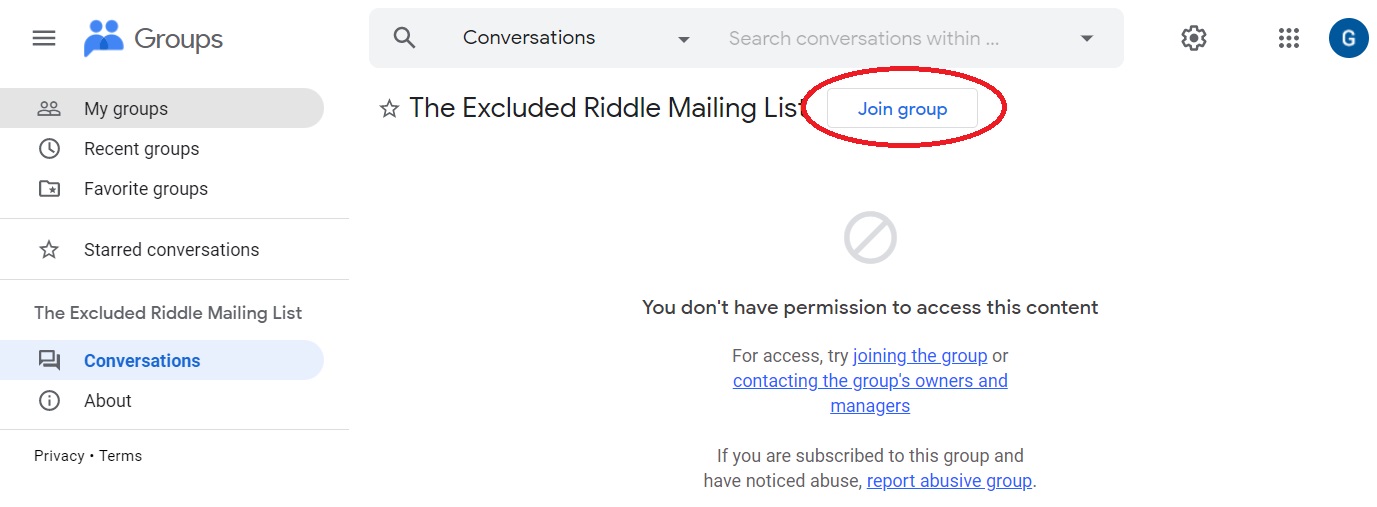 Groups
Conversations
Search conversations within ...
G
My groups
Recent groups
Favorite groups
Starred conversations
The Excluded Riddle Mailing List
Conversations
About
Privacy • Terms
The Excluded Riddle Mailing List
Join group
You don't have permission to access this content
For access, try joining the group or
contacting the group's owners and
managers
If you are subscribed to this group and
have noticed abuse, report abusive group.